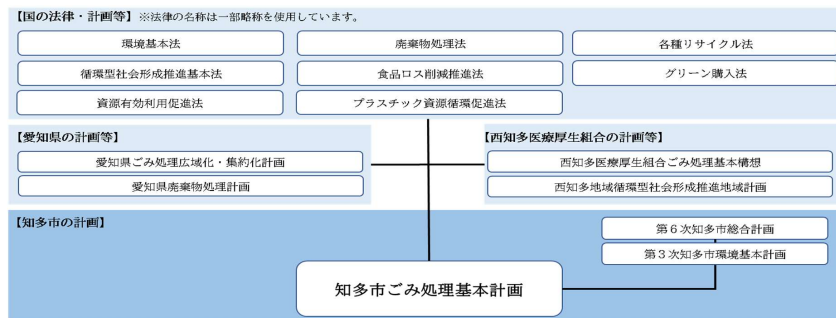 【国の法律・計画等】※法律の名称は一部略称を使用しています。
環境基本法
廃棄物処理法
各種リサイクル法
循環型社会形成推進基本法
食品ロス削減推進法
グリーン購入法
資源有効利用促進法
プラスチック資源循環促進法
【愛知県の計画等】
【西知多医療厚生組合の計画等】
愛知県ごみ処理広域化・集約化計画
西知多医療厚生組合ごみ処理基本構想
愛知県廃棄物処理計画
西知多地域循環型社会形成推進地域計画
【知多市の計画】
第6次知多市総合計画
第3次知多市環境基本計画
知多市ごみ処理基本計画